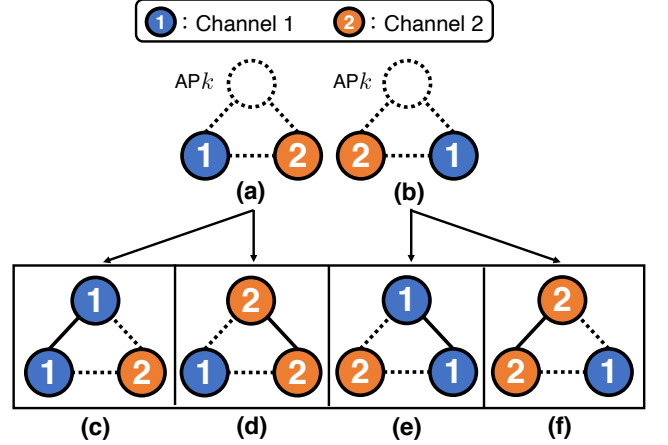 1 : Channel 1 2 : Channel 2
APk APk
1 2 2 1
(a) (b)
1 2 1 2
1 2 1 2 2 1 2 1
(c) (d) (e) (f)